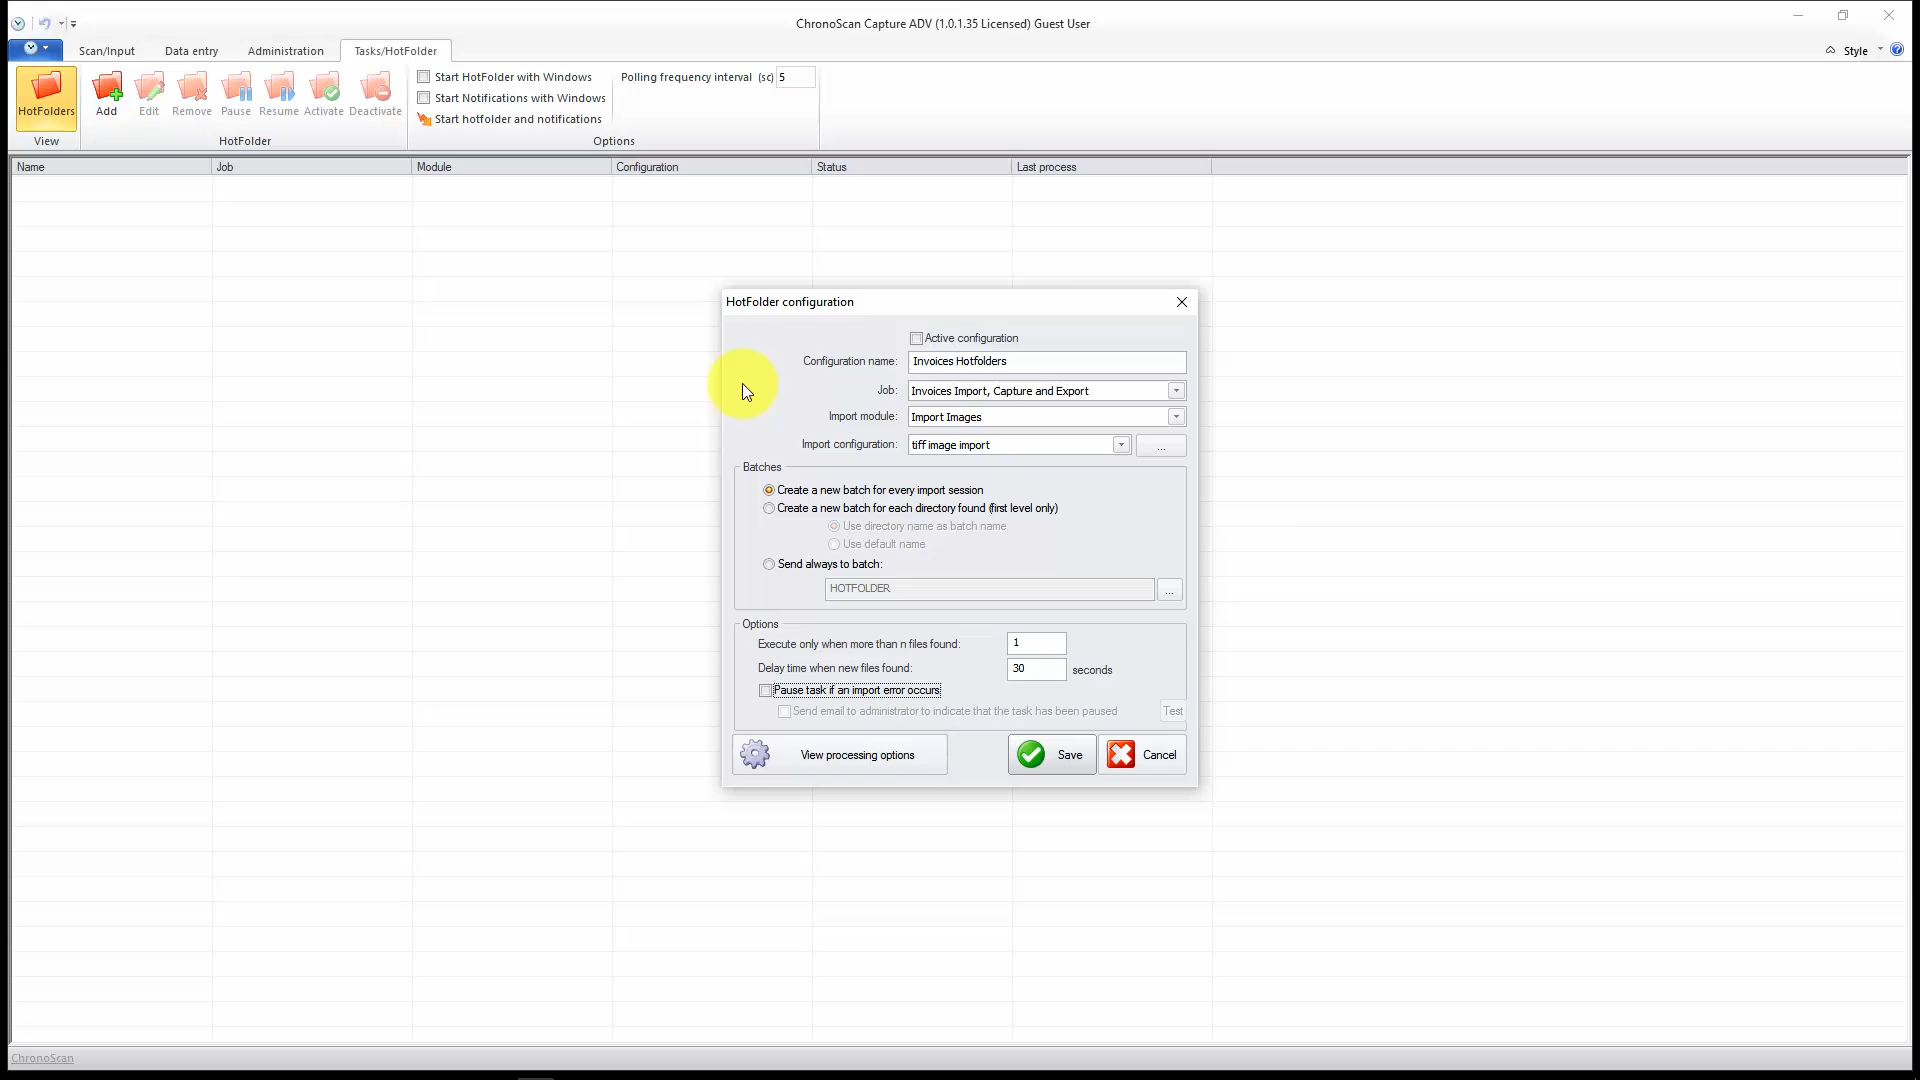 ChronoScan Capture ADV (1.0.1.35 Licensed) Guest User
Scan/Input Data entry Administration Tasks/HotFolder Style
HotFolders Add Edit Remove Pause Resume Activate Deactivate
View HotFolder
Start HotFolder with Windows Polling frequency interval (sc) 5
Start Notifications with Windows
Start hotfolder and notifications
Options
Name Job Module Configuration Status Last process
HotFolder configuration
Active configuration
Configuration name: Invoices Hotfolders
Job: Invoices Import, Capture and Export
Import module: Import Images
Import configuration: tiff image import ...
Batches
Create a new batch for every import session
Create a new batch for each directory found (first level only)
Use directory name as batch name
Use default name
Send always to batch:
HOTFOLDER ...
Options
Execute only when more than n files found: 1
Delay time when new files found: 30 seconds
Pause task if an import error occurs
Send email to administrator to indicate that the task has been paused Test
View processing options Save Cancel
ChronoScan